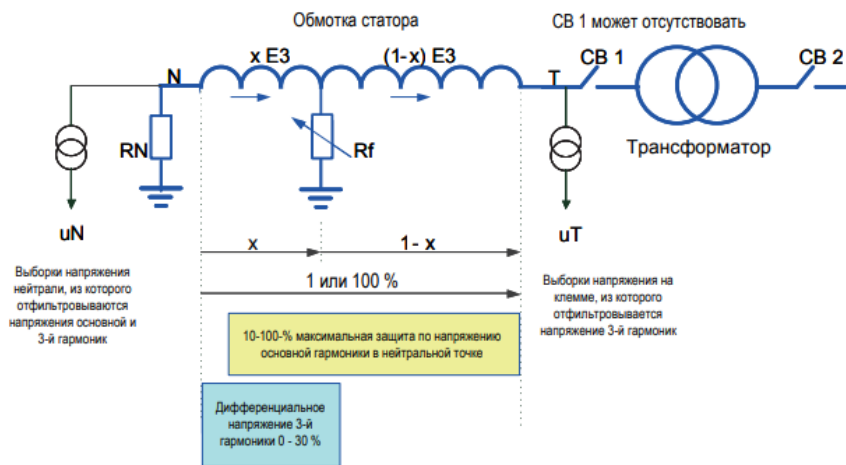 Обмотка статора
СВ 1 может отсутствовать
N
x E3
(1-x) E3
T
СВ 1
СВ 2
RN
Rf
Трансформатор
uN
uT
x
1- x
1 или 100 %
Выборки напряжения
нейтрали, из которого
отфильтровываются
напряжения основной и
3-й гармоник
Выборки напряжения на
клемме, из которого
отфильтровывается
напряжение 3-й гармоник
10-100-% максимальная защита по напряжению
основной гармоники в нейтральной точке
Дифференциальное
напряжение 3-й
гармоники 0 - 30 %